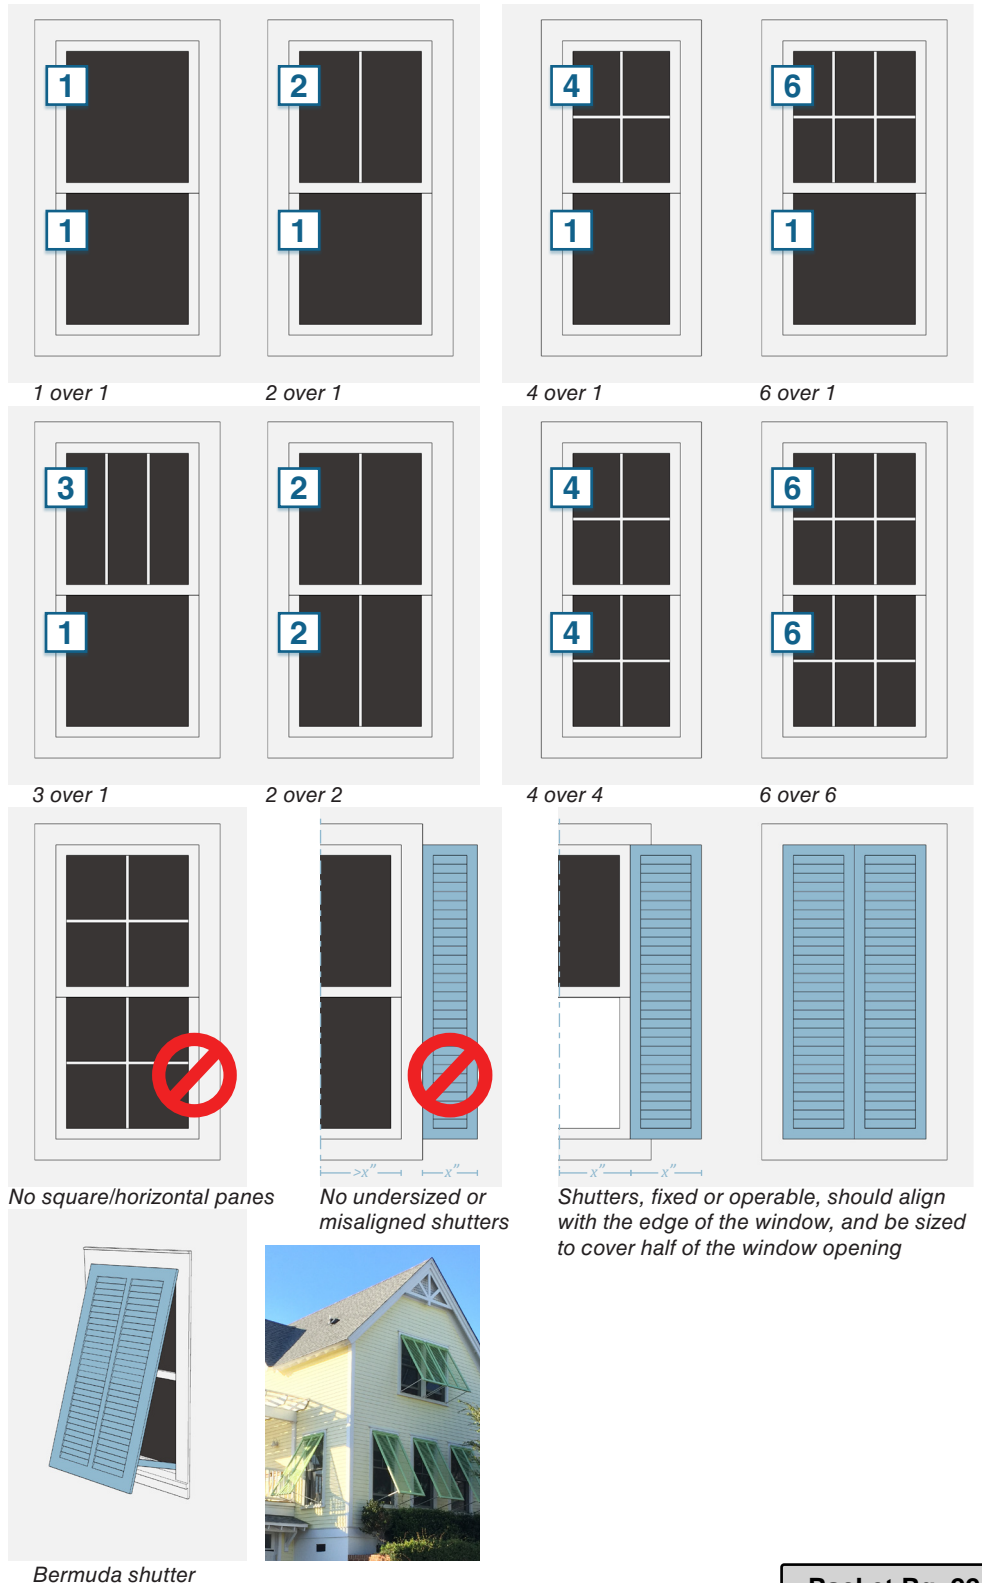 1
2
4
6
1
1
1
1
1 over 1
2 over 1
4 over 1
6 over 1
3
2
4
6
1
2
4
6
3 over 1
2 over 2
4 over 4
6 over 6
>x"
x"
x"
x"
No square/horizontal panes
No undersized or
misaligned shutters
Shutters, fixed or operable, should align
with the edge of the window, and be sized
to cover half of the window opening
Bermuda shutter